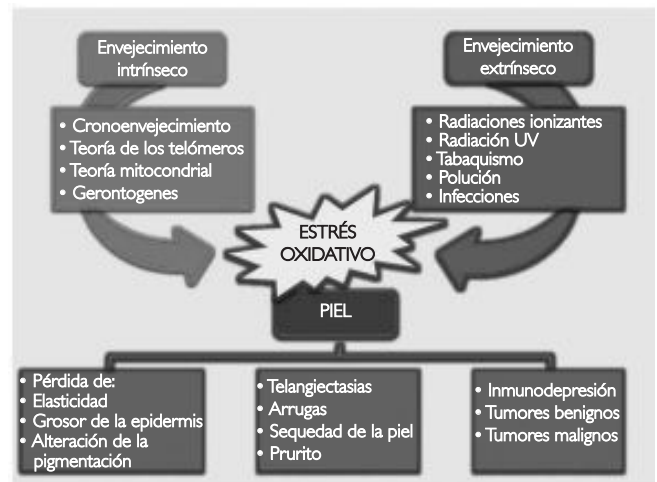 Envejecimiento
intrínseco
• Cronoenvejecimiento
• Teoría de los telómeros
• Teoría mitocondrial
• Gerontogenes
Envejecimiento
extrínseco
• Radiaciones ionizantes
• Radiación UV
• Tabaquismo
• Polución
• Infecciones
ESTRÉS
OXIDATIVO
PIEL
• Pérdida de:
• Elasticidad
• Grosor de la epidermis
• Alteración de la
pigmentación
• Telangiectasias
• Arrugas
• Sequedad de la piel
• Prurito
• Inmunodepresión
• Tumores benignos
• Tumores malignos